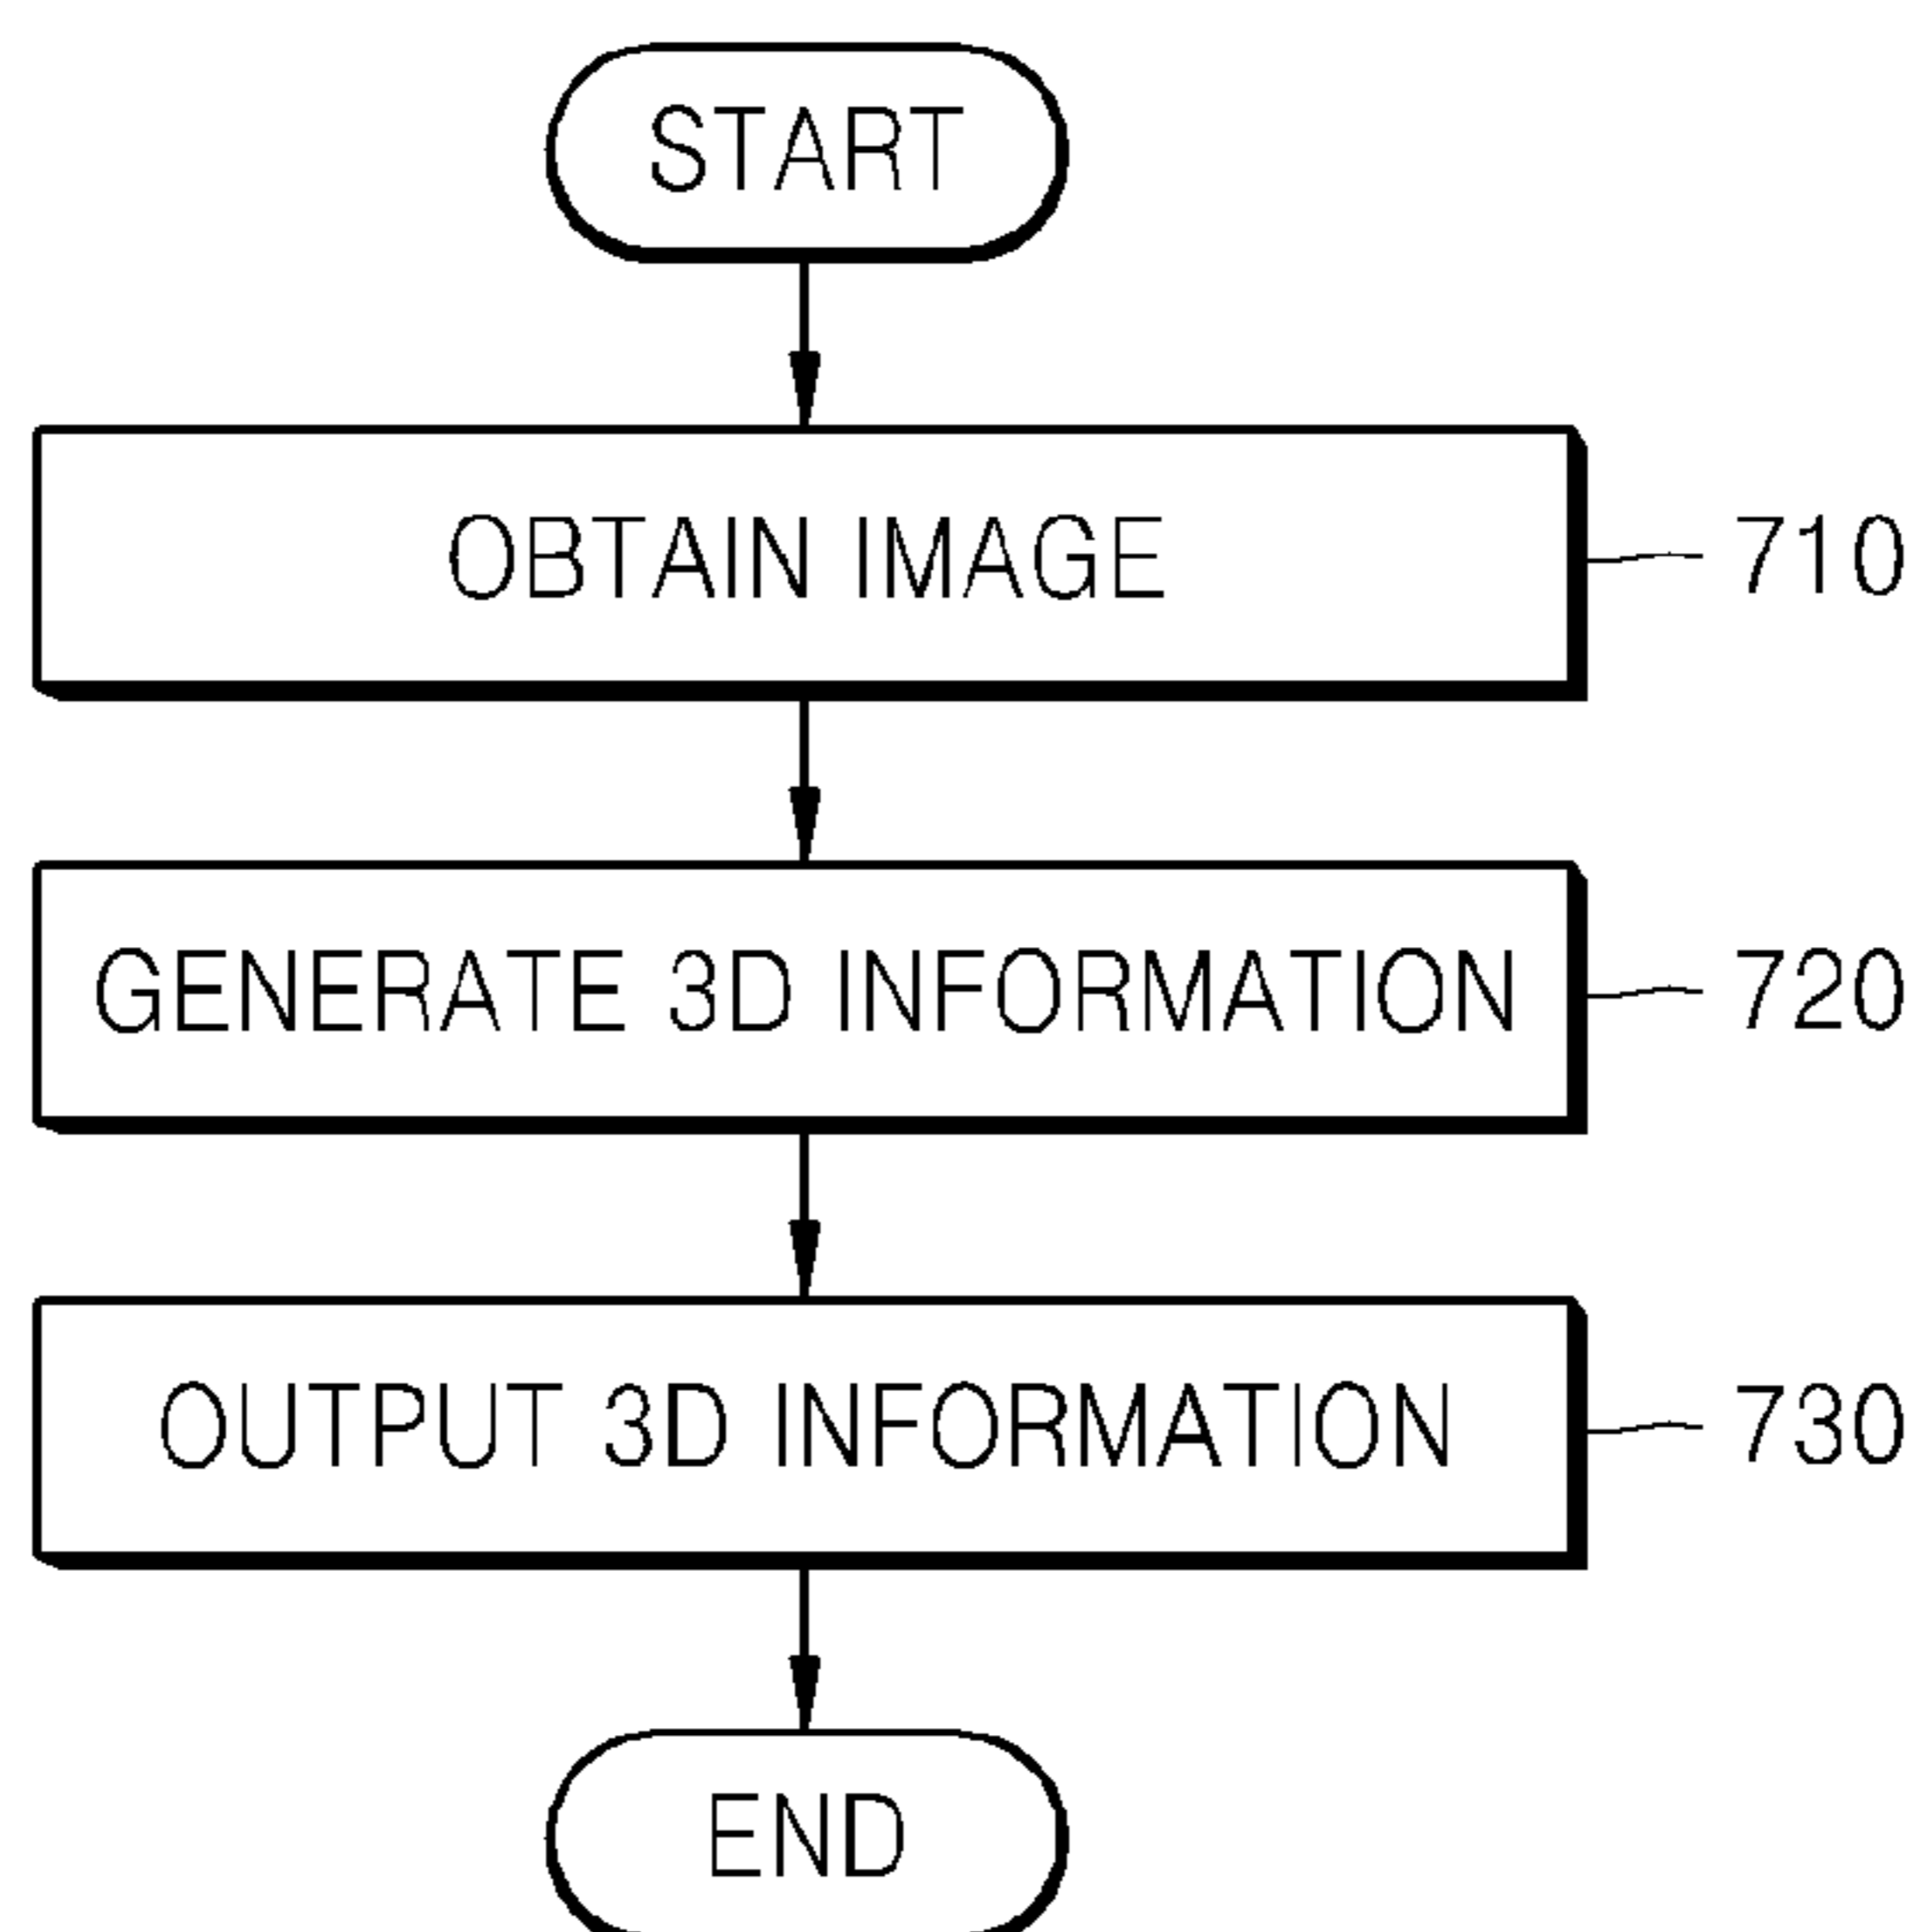 START
OBTAIN IMAGE
710
GENERATE 3D INFORMATION
720
OUTPUT 3D INFORMATION
730
END